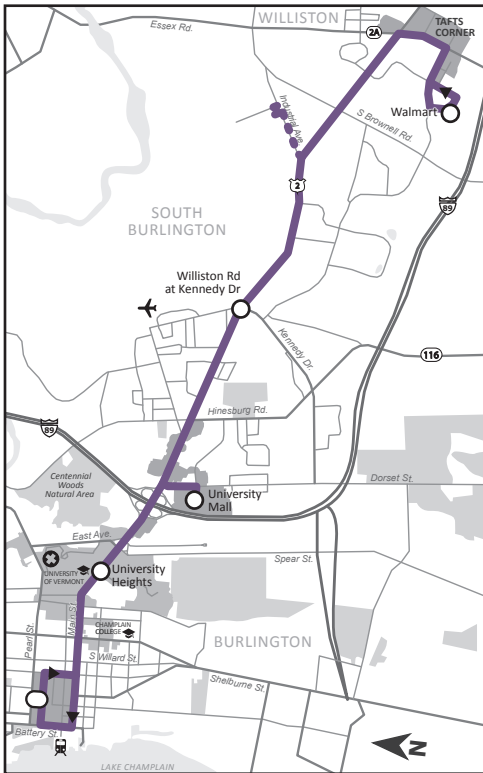 WILLISTON
TAFTS
CORNER
Essex Rd.
2A
Industrial Ave.
Walmart
S Brownell Rd.
2
89
SOUTH
BURLINGTON
Williston Rd
at Kennedy Dr
Kennedy Dr.
116
Hinesburg Rd.
89
Centennial
Woods
Natural Area
University
Mall
Dorset St.
East Ave.
Spear St.
UNIVERSITY
OF VERMONT
University
Heights
Main St.
Pearl St.
CHAMPLAIN
COLLEGE
BURLINGTON
S Willard St.
Shelburne St.
Battery St.
N
LAKE CHAMPLAIN